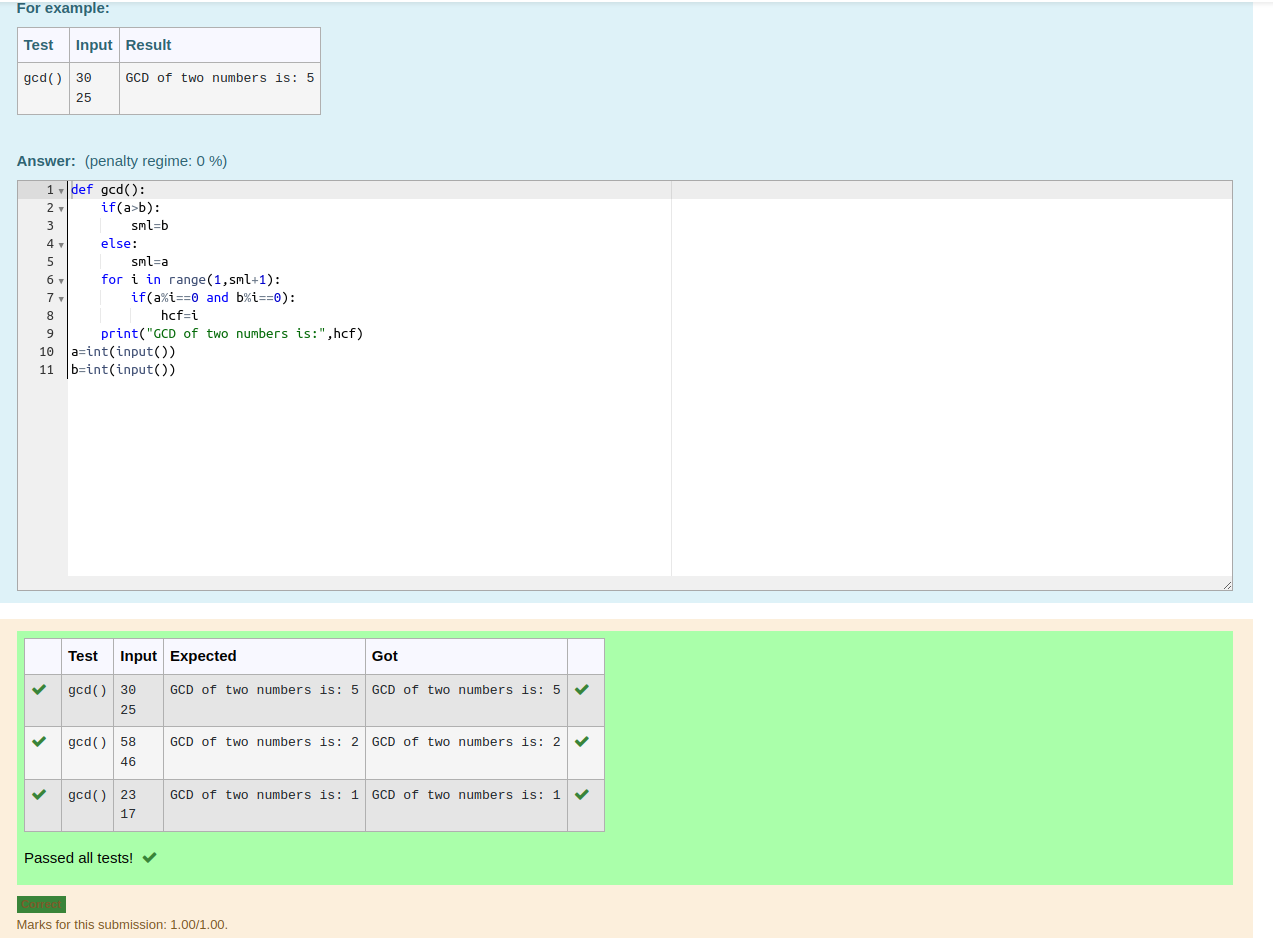 For example:
Test Input Result
gcd() 30 GCD of two numbers is: 5
25
Answer: (penalty regime: 0 %)
1 def gcd():
2     if(a>b):
3         sml=b
4     else:
5         sml=a
6     for i in range(1,sml+1):
7         if(a%i==0 and b%i==0):
8             hcf=i
9     print("GCD of two numbers is:",hcf)
10 a=int(input())
11 b=int(input())
Test Input Expected Got
gcd() 30 GCD of two numbers is: 5 GCD of two numbers is: 5
25
gcd() 58 GCD of two numbers is: 2 GCD of two numbers is: 2
46
gcd() 23 GCD of two numbers is: 1 GCD of two numbers is: 1
17
Passed all tests!
Correct
Marks for this submission: 1.00/1.00.